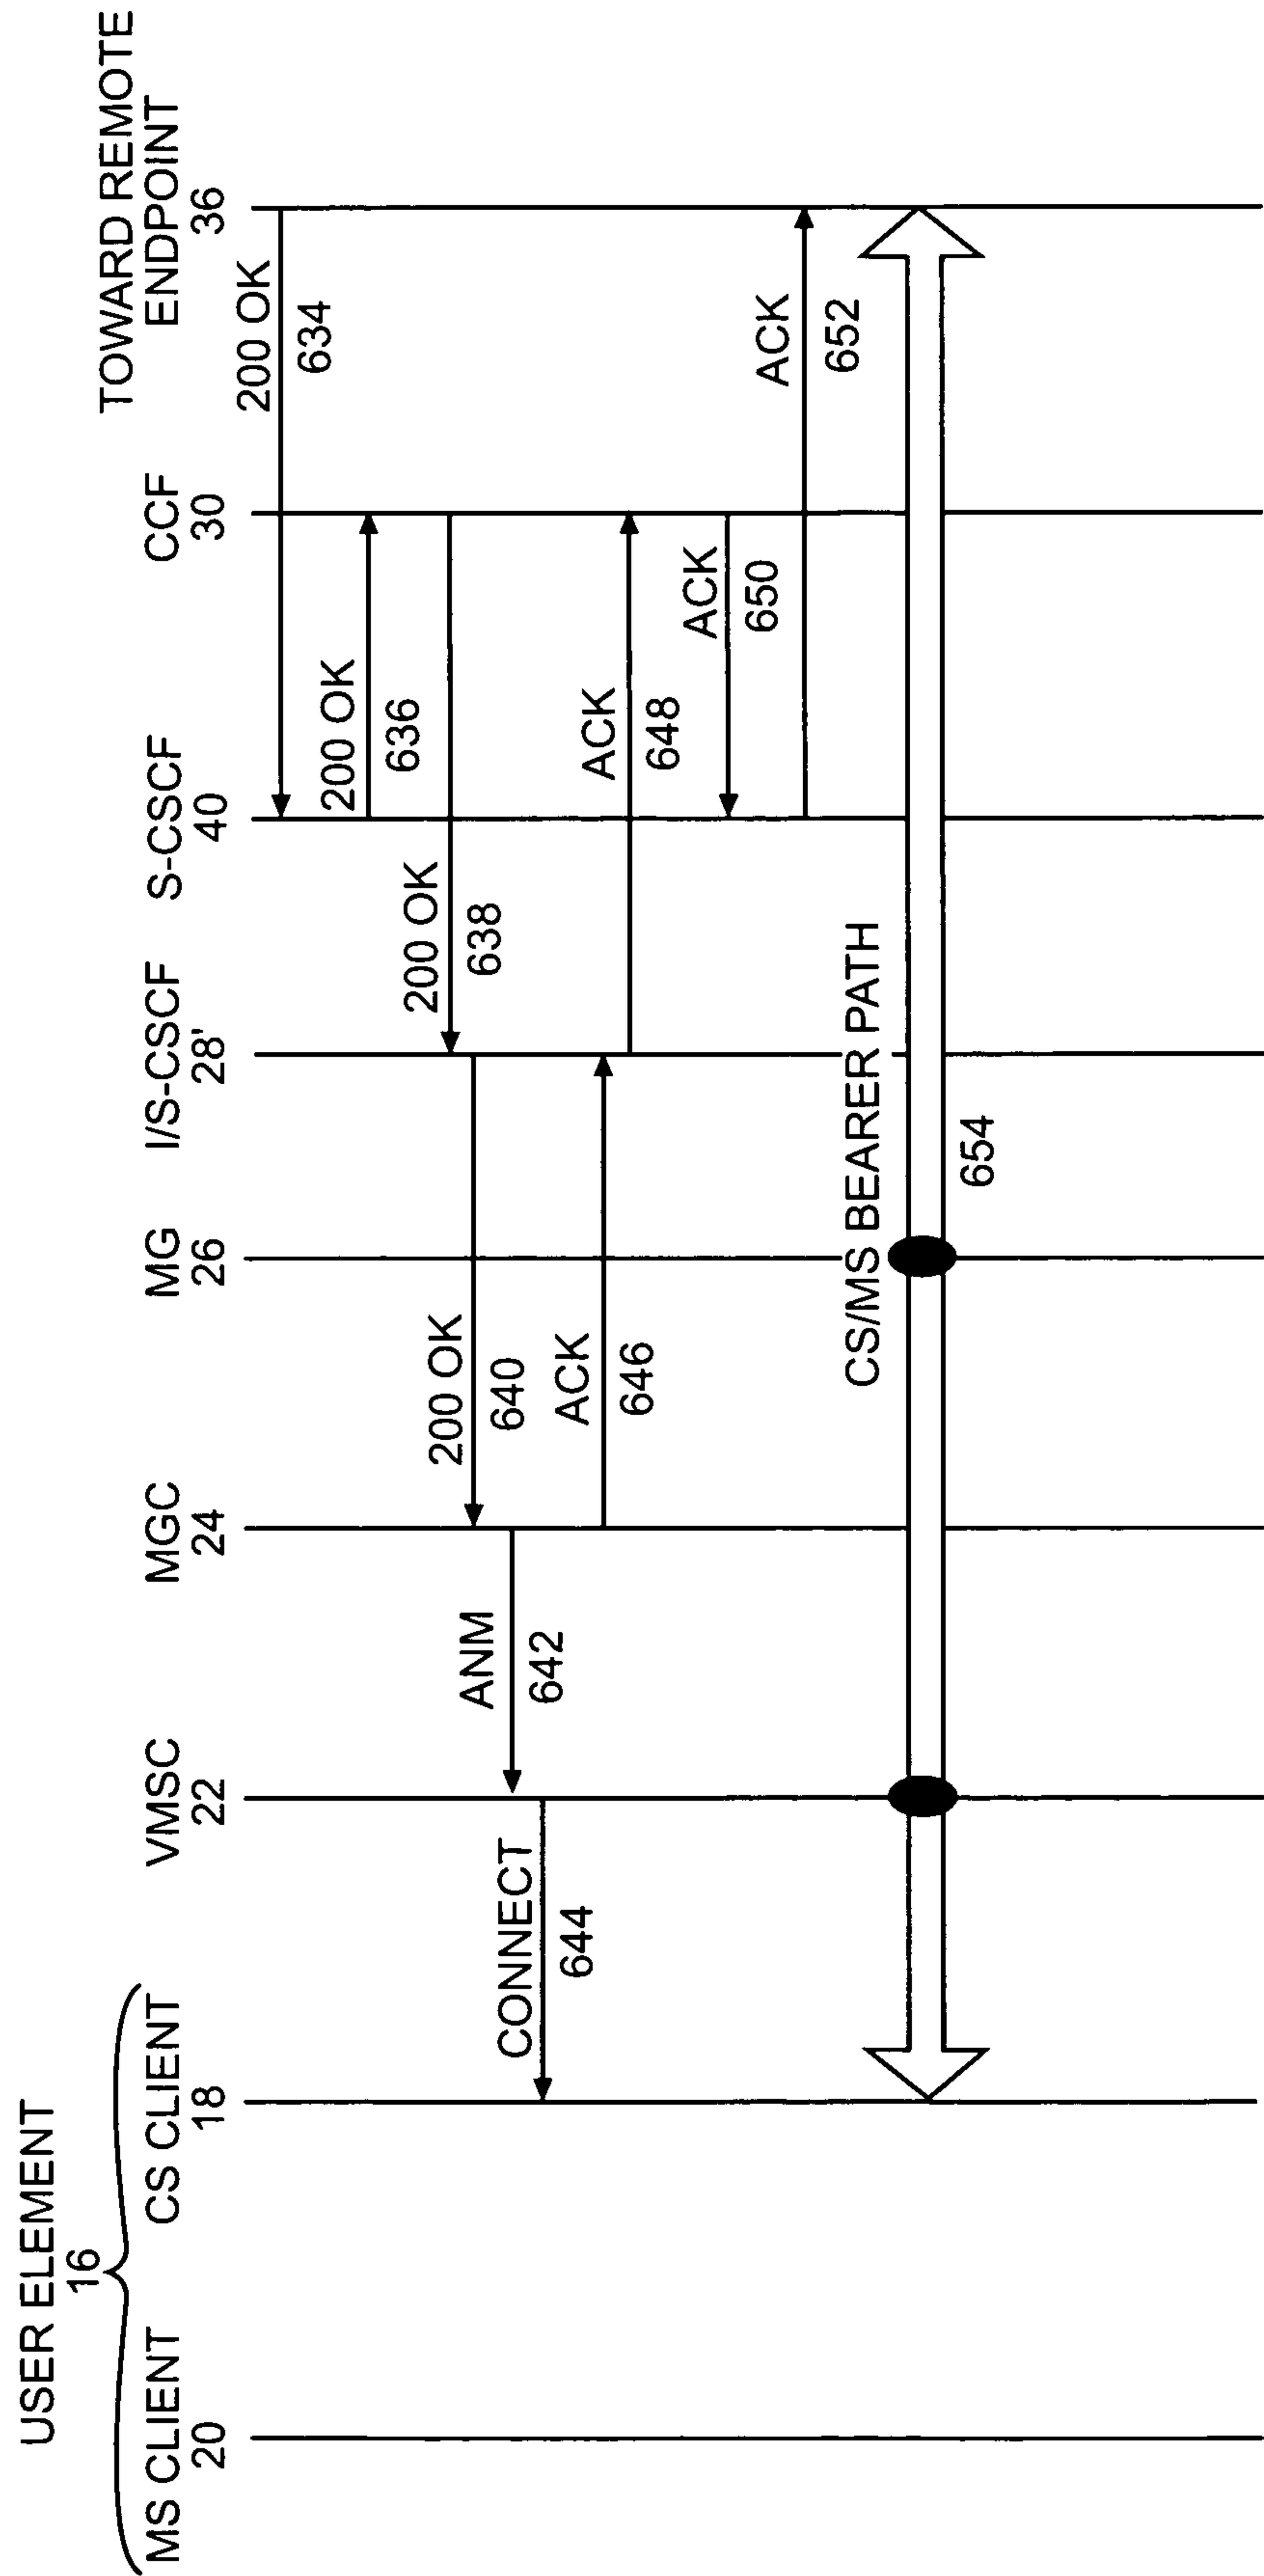 USER ELEMENT
16
MS CLIENT
20
CS CLIENT
18
VMSC
22
MGC
24
MG
26
I/S-CSCF
28'
S-CSCF
40
CCF
30
TOWARD REMOTE
ENDPOINT
36
200 OK
634
200 OK
636
200 OK
638
200 OK
640
ANM
642
CONNECT
644
ACK
646
ACK
648
ACK
650
ACK
652
CS/MS BEARER PATH
654